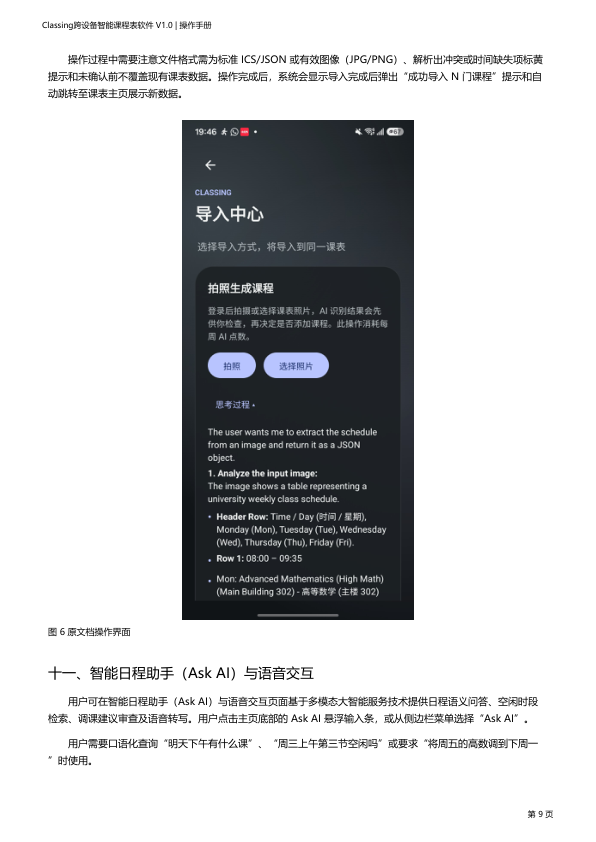 Classing跨设备智能课程表软件 V1.0 | 操作手册
操作过程中需要注意文件格式需为标准 ICS/JSON 或有效图像（JPG/PNG）、解析出冲突或时间缺失项标黄
提示和未确认前不覆盖现有课表数据。操作完成后，系统会显示导入完成后弹出“成功导入 N 门课程”提示和自
动跳转至课表主页展示新数据。
19:46
CLASSING
导入中心
选择导入方式，将导入到同一课表
拍照生成课程
登录后拍摄或选择课表照片，AI 识别结果会先
供你检查，再决定是否添加课程。此操作消耗每
周 AI 点数。
拍照 选择照片
思考过程 •
The user wants me to extract the schedule
from an image and return it as a JSON
object.
1. Analyze the input image:
The image shows a table representing a
university weekly class schedule.
• Header Row: Time / Day (时间 / 星期),
Monday (Mon), Tuesday (Tue), Wednesday
(Wed), Thursday (Thu), Friday (Fri).
• Row 1: 08:00 – 09:35
• Mon: Advanced Mathematics (High Math)
(Main Building 302) - 高等数学 (主楼 302)
图 6 原文档操作界面
十一、智能日程助手（Ask AI）与语音交互
用户可在智能日程助手（Ask AI）与语音交互页面基于多模态大智能服务技术提供日程语义问答、空闲时段
检索、调课建议审查及语音转写。用户点击主页底部的 Ask AI 悬浮输入条，或从侧边栏菜单选择“Ask AI”。
用户需要口语化查询“明天下午有什么课”、“周三上午第三节空闲吗”或要求“将周五的高数调到下周一
”时使用。
第 9 页